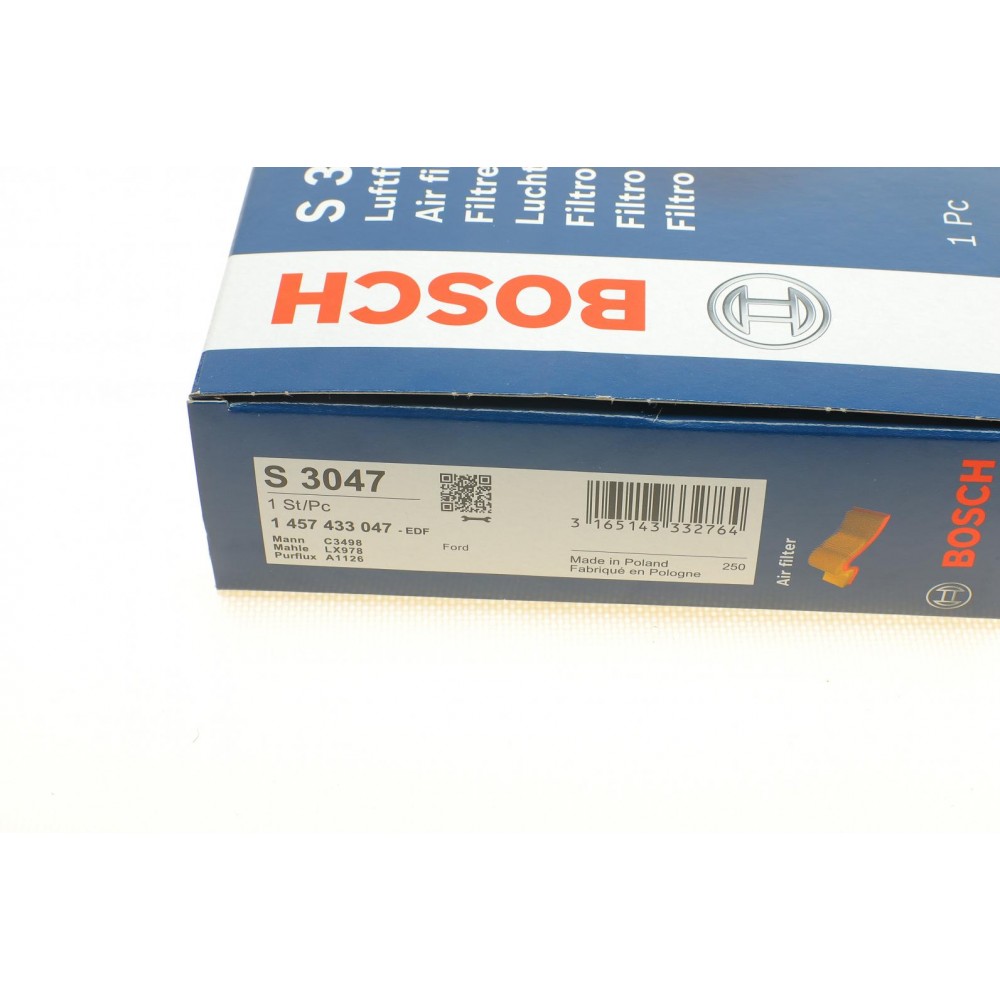 S 3
Luftfi
Air fi
Filtre
Lucht
Filtro
Filtro
Filtro
1 Pc
BOSCH
S 3047
1 St/Pc
1 457 433 047 - EDF
Mann C3498
Mahle LX978
Purflux A1126
Ford
3 165143 332764
Made in Poland
Fabriqué en Pologne
250
Air filter
BOSCH